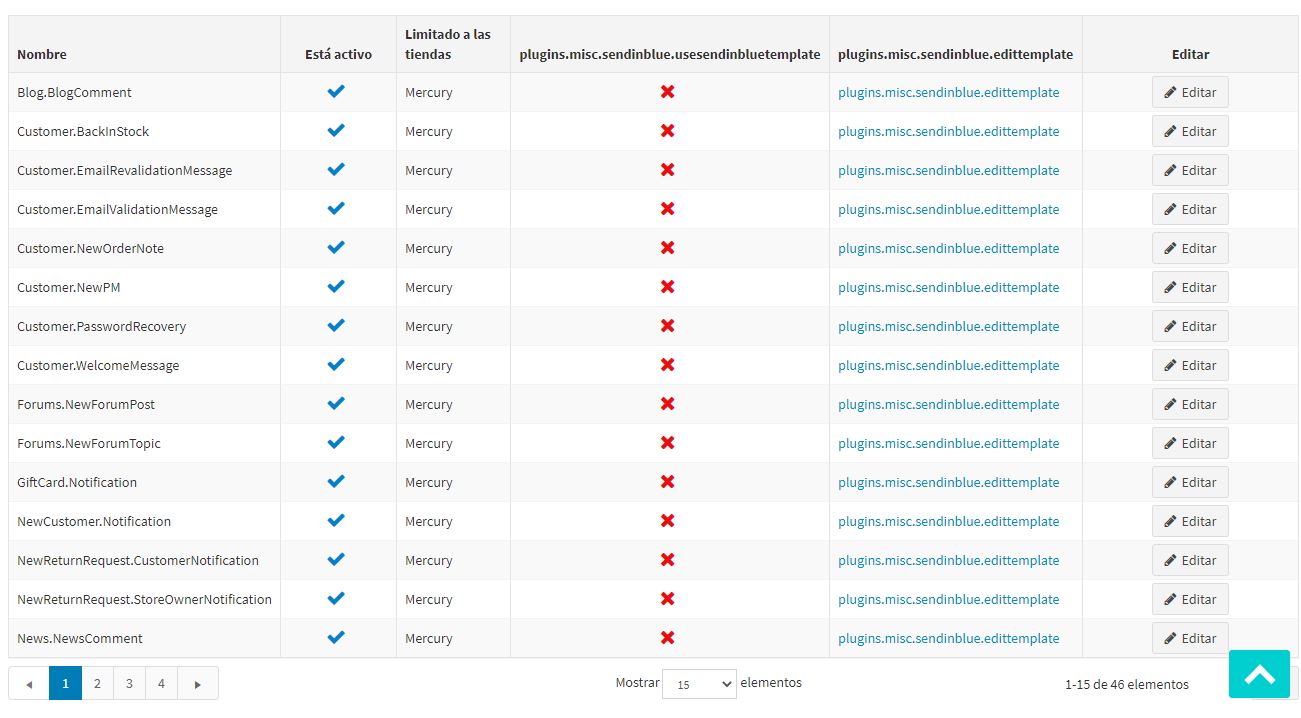 Limitado a las
Nombre Está activo tiendas plugins.misc.sendinblue.usesendinbluetemplate plugins.misc.sendinblue.edittemplate Editar
Blog.BlogComment Mercury plugins.misc.sendinblue.edittemplate Editar
Customer.BackInStock Mercury plugins.misc.sendinblue.edittemplate Editar
Customer.EmailRevalidationMessage Mercury plugins.misc.sendinblue.edittemplate Editar
Customer.EmailValidationMessage Mercury plugins.misc.sendinblue.edittemplate Editar
Customer.NewOrderNote Mercury plugins.misc.sendinblue.edittemplate Editar
Customer.NewPM Mercury plugins.misc.sendinblue.edittemplate Editar
Customer.PasswordRecovery Mercury plugins.misc.sendinblue.edittemplate Editar
Customer.WelcomeMessage Mercury plugins.misc.sendinblue.edittemplate Editar
Forums.NewForumPost Mercury plugins.misc.sendinblue.edittemplate Editar
Forums.NewForumTopic Mercury plugins.misc.sendinblue.edittemplate Editar
GiftCard.Notification Mercury plugins.misc.sendinblue.edittemplate Editar
NewCustomer.Notification Mercury plugins.misc.sendinblue.edittemplate Editar
NewReturnRequest.CustomerNotification Mercury plugins.misc.sendinblue.edittemplate Editar
NewReturnRequest.StoreOwnerNotification Mercury plugins.misc.sendinblue.edittemplate Editar
News.NewsComment Mercury plugins.misc.sendinblue.edittemplate Editar
1 2 3 4 Mostrar 15 elementos 1-15 de 46 elementos